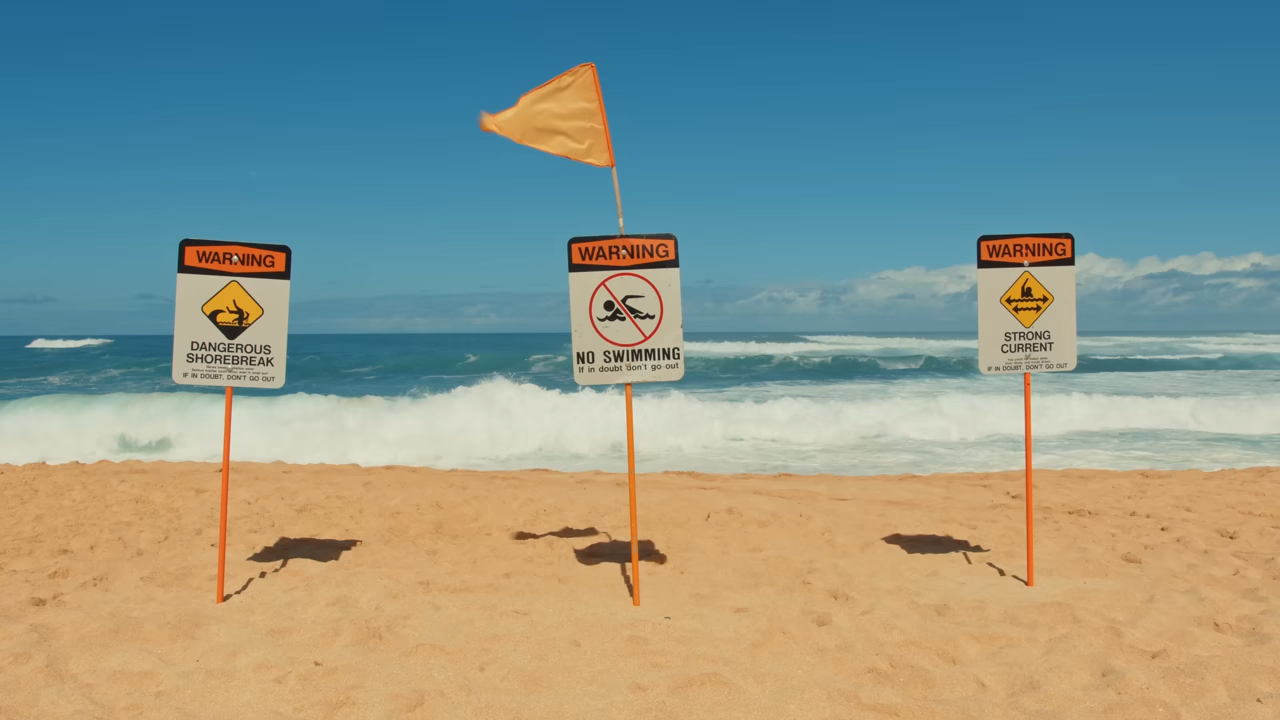 WARNING
DANGEROUS
SHOREBREAK
IF IN DOUBT, DON'T GO OUT
WARNING
NO SWIMMING
If in doubt don't go out
WARNING
STRONG
CURRENT
IF IN DOUBT, DON'T GO OUT